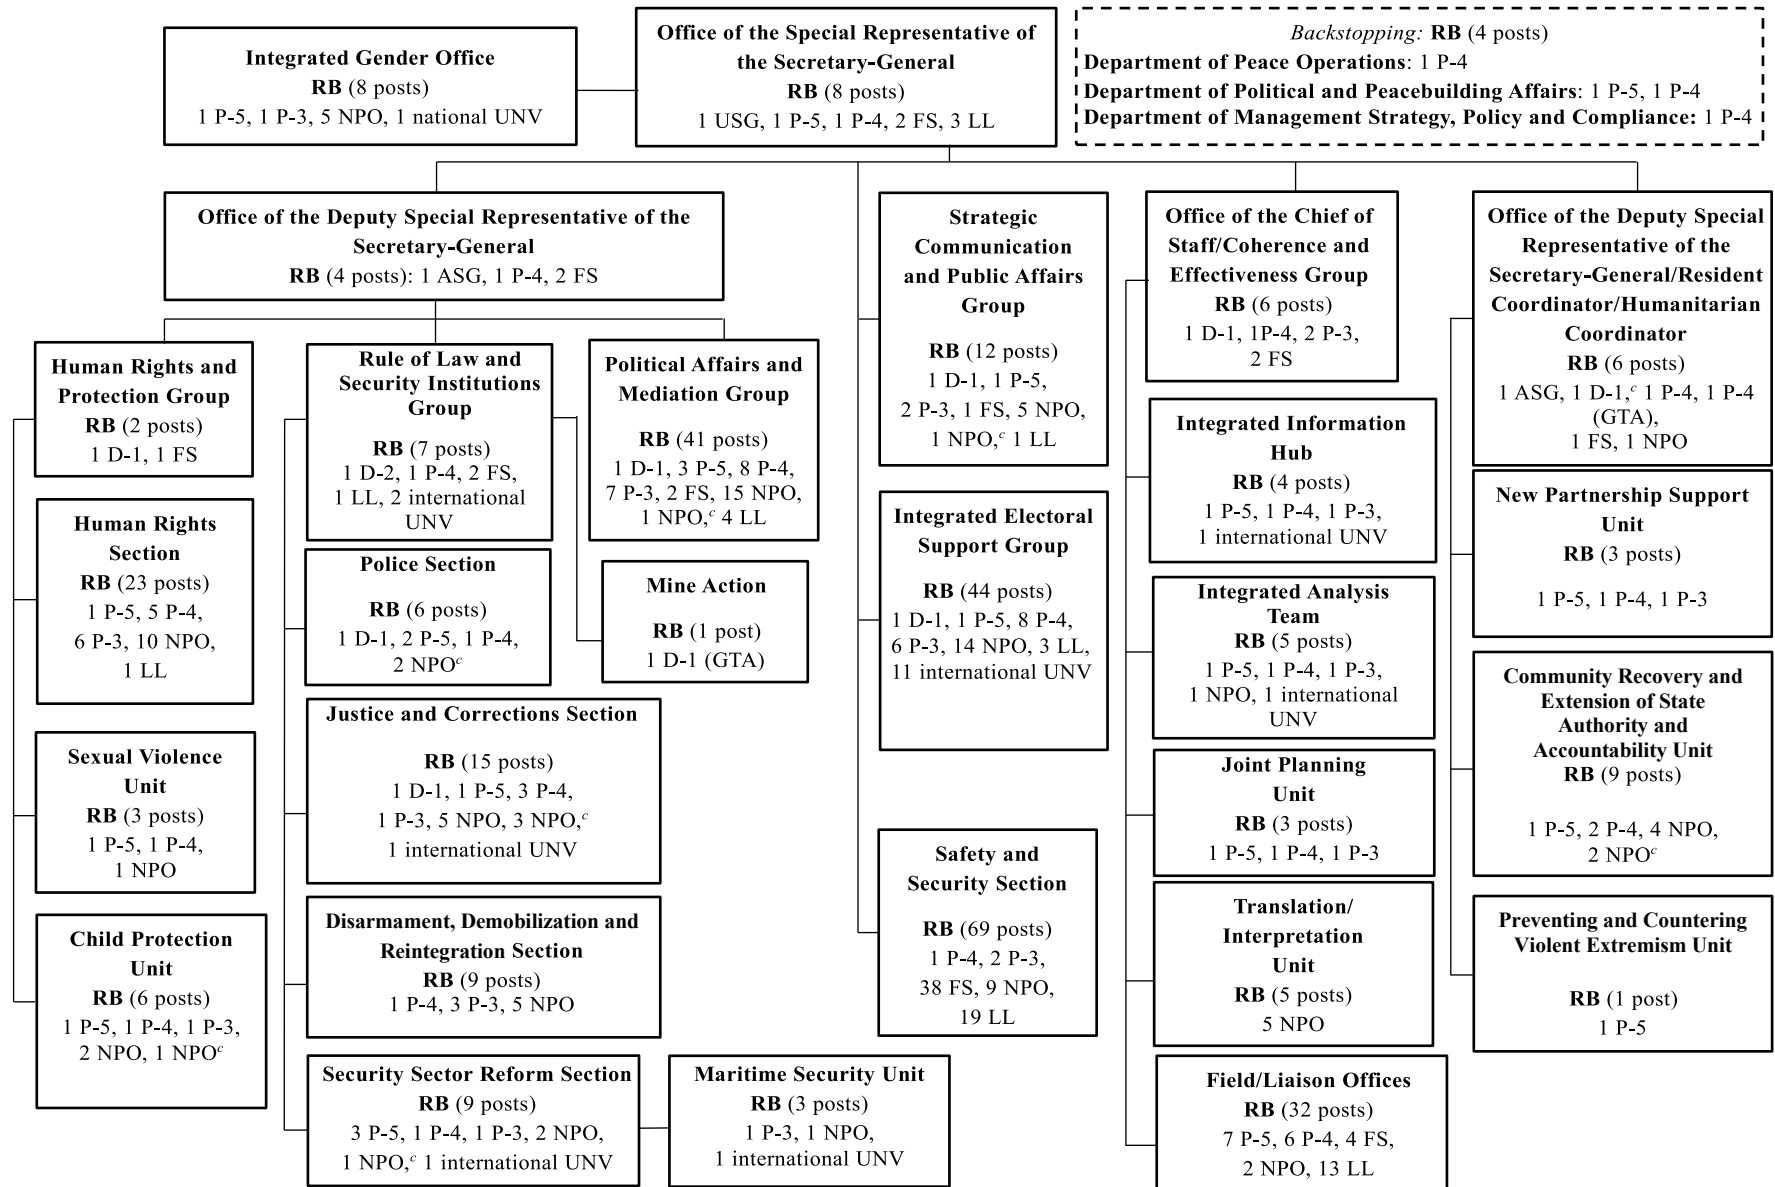 Integrated Gender Office
RB (8 posts)
1 P-5, 1 P-3, 5 NPO, 1 national UNV
Office of the Special Representative of
the Secretary-General
RB (8 posts)
1 USG, 1 P-5, 1 P-4, 2 FS, 3 LL
Backstopping: RB (4 posts)
Department of Peace Operations: 1 P-4
Department of Political and Peacebuilding Affairs: 1 P-5, 1 P-4
Department of Management Strategy, Policy and Compliance: 1 P-4
Office of the Deputy Special Representative of the
Secretary-General
RB (4 posts): 1 ASG, 1 P-4, 2 FS
Human Rights and
Protection Group
RB (2 posts)
1 D-1, 1 FS
Human Rights
Section
RB (23 posts)
1 P-5, 5 P-4,
6 P-3, 10 NPO,
1 LL
Sexual Violence
Unit
RB (3 posts)
1 P-5, 1 P-4,
1 NPO
Child Protection
Unit
RB (6 posts)
1 P-5, 1 P-4, 1 P-3,
2 NPO, 1 NPOc
Rule of Law and
Security Institutions
Group
RB (7 posts)
1 D-2, 1 P-4, 2 FS,
1 LL, 2 international
UNV
Police Section
RB (6 posts)
1 D-1, 2 P-5, 1 P-4,
2 NPOc
Justice and Corrections Section
RB (15 posts)
1 D-1, 1 P-5, 3 P-4,
1 P-3, 5 NPO, 3 NPO,c
1 international UNV
Disarmament, Demobilization and
Reintegration Section
RB (9 posts)
1 P-4, 3 P-3, 5 NPO
Security Sector Reform Section
RB (9 posts)
3 P-5, 1 P-4, 1 P-3, 2 NPO,
1 NPO,c 1 international UNV
Political Affairs and
Mediation Group
RB (41 posts)
1 D-1, 3 P-5, 8 P-4,
7 P-3, 2 FS, 15 NPO,
1 NPO,c 4 LL
Mine Action
RB (1 post)
1 D-1 (GTA)
Maritime Security Unit
RB (3 posts)
1 P-3, 1 NPO,
1 international UNV
Strategic
Communication
and Public Affairs
Group
RB (12 posts)
1 D-1, 1 P-5,
2 P-3, 1 FS, 5 NPO,
1 NPO,c 1 LL
Integrated Electoral
Support Group
RB (44 posts)
1 D-1, 1 P-5, 8 P-4,
6 P-3, 14 NPO, 3 LL,
11 international UNV
Safety and
Security Section
RB (69 posts)
1 P-4, 2 P-3,
38 FS, 9 NPO,
19 LL
Office of the Chief of
Staff/Coherence and
Effectiveness Group
RB (6 posts)
1 D-1, 1P-4, 2 P-3,
2 FS
Integrated Information
Hub
RB (4 posts)
1 P-5, 1 P-4, 1 P-3,
1 international UNV
Integrated Analysis
Team
RB (5 posts)
1 P-5, 1 P-4, 1 P-3,
1 NPO, 1 international
UNV
Joint Planning
Unit
RB (3 posts)
1 P-5, 1 P-4, 1 P-3
Translation/
Interpretation
Unit
RB (5 posts)
5 NPO
Field/Liaison Offices
RB (32 posts)
7 P-5, 6 P-4, 4 FS,
2 NPO, 13 LL
Office of the Deputy Special
Representative of the
Secretary-General/Resident
Coordinator/Humanitarian
Coordinator
RB (6 posts)
1 ASG, 1 D-1,c 1 P-4, 1 P-4
(GTA),
1 FS, 1 NPO
New Partnership Support
Unit
RB (3 posts)
1 P-5, 1 P-4, 1 P-3
Community Recovery and
Extension of State
Authority and
Accountability Unit
RB (9 posts)
1 P-5, 2 P-4, 4 NPO,
2 NPOc
Preventing and Countering
Violent Extremism Unit
RB (1 post)
1 P-5